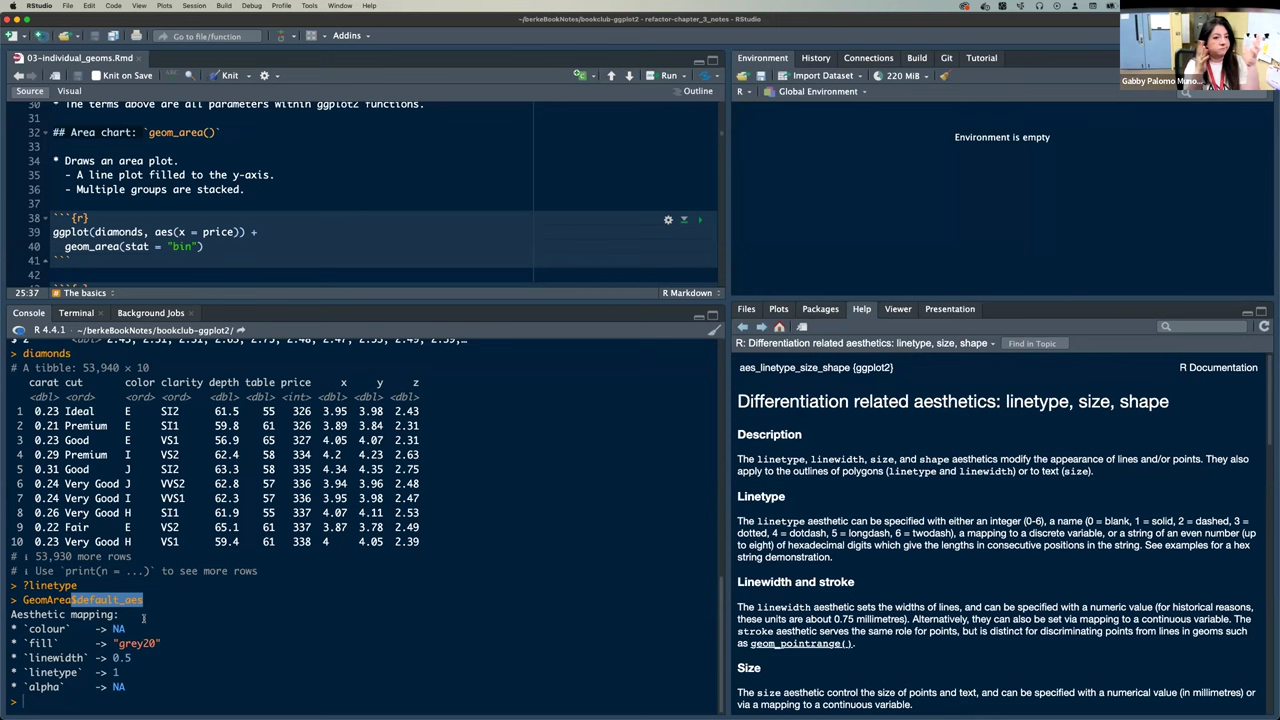 RStudio File Edit Code View Plots Session Build Debug Profile Tools Window Help
~/berkeBookNotes/bookclub-ggplot2 - refactor-chapter_3_notes - RStudio
Go to file/function Addins
03-individual_geoms.Rmd
Knit on Save Knit Run
Source Visual Outline
30 * The terms above are all parameters within ggplot2 functions.
31
32 ## Area chart: `geom_area()`
33
34 * Draws an area plot.
35 - A line plot filled to the y-axis.
36 - Multiple groups are stacked.
37
38 ```{r}
39 ggplot(diamonds, aes(x = price)) +
40 geom_area(stat = "bin")
41 ```
42
25:37 # The basics R Markdown
Console Terminal Background Jobs
R 4.4.1 · ~/berkeBookNotes/bookclub-ggplot2/
> diamonds
# A tibble: 53,940 × 10
carat cut color clarity depth table price x y z
<dbl> <ord> <ord> <ord> <dbl> <dbl> <int> <dbl> <dbl> <dbl>
1 0.23 Ideal E SI2 61.5 55 326 3.95 3.98 2.43
2 0.21 Premium E SI1 59.8 61 326 3.89 3.84 2.31
3 0.23 Good E VS1 56.9 65 327 4.05 4.07 2.31
4 0.29 Premium I VS2 62.4 58 334 4.2 4.23 2.63
5 0.31 Good J SI2 63.3 58 335 4.34 4.35 2.75
6 0.24 Very Good J VVS2 62.8 57 336 3.94 3.96 2.48
7 0.24 Very Good I VVS1 62.3 57 336 3.95 3.98 2.47
8 0.26 Very Good H SI1 61.9 55 337 4.07 4.11 2.53
9 0.22 Fair E VS2 65.1 61 337 3.87 3.78 2.49
10 0.23 Very Good H VS1 59.4 61 338 4 4.05 2.39
# ℹ 53,930 more rows
# ℹ Use `print(n = ...)` to see more rows
> ?linetype
> GeomArea$default_aes
Aesthetic mapping:
* `colour` -> NA
* `fill` -> "grey20"
* `linewidth` -> 0.5
* `linetype` -> 1
* `alpha` -> NA
>
Environment History Connections Build Git Tutorial
Import Dataset 220 MiB
R Global Environment
Environment is empty
Gabby Palomo Muno...
Files Plots Packages Help Viewer Presentation
R: Differentiation related aesthetics: linetype, size, shape Find in Topic
aes_linetype_size_shape {ggplot2} R Documentation
Differentiation related aesthetics: linetype, size, shape
Description
The linetype, linewidth, size, and shape aesthetics modify the appearance of lines and/or points. They also
apply to the outlines of polygons (linetype and linewidth) or to text (size).
Linetype
The linetype aesthetic can be specified with either an integer (0-6), a name (0 = blank, 1 = solid, 2 = dashed, 3 =
dotted, 4 = dotdash, 5 = longdash, 6 = twodash), a mapping to a discrete variable, or a string of an even number (up
to eight) of hexadecimal digits which give the lengths in consecutive positions in the string. See examples for a hex
string demonstration.
Linewidth and stroke
The linewidth aesthetic sets the widths of lines, and can be specified with a numeric value (for historical reasons,
these units are about 0.75 millimetres). Alternatively, they can also be set via mapping to a continuous variable. The
stroke aesthetic serves the same role for points, but is distinct for discriminating points from lines in geoms such
as geom_pointrange().
Size
The size aesthetic control the size of points and text, and can be specified with a numerical value (in millimetres) or
via a mapping to a continuous variable.